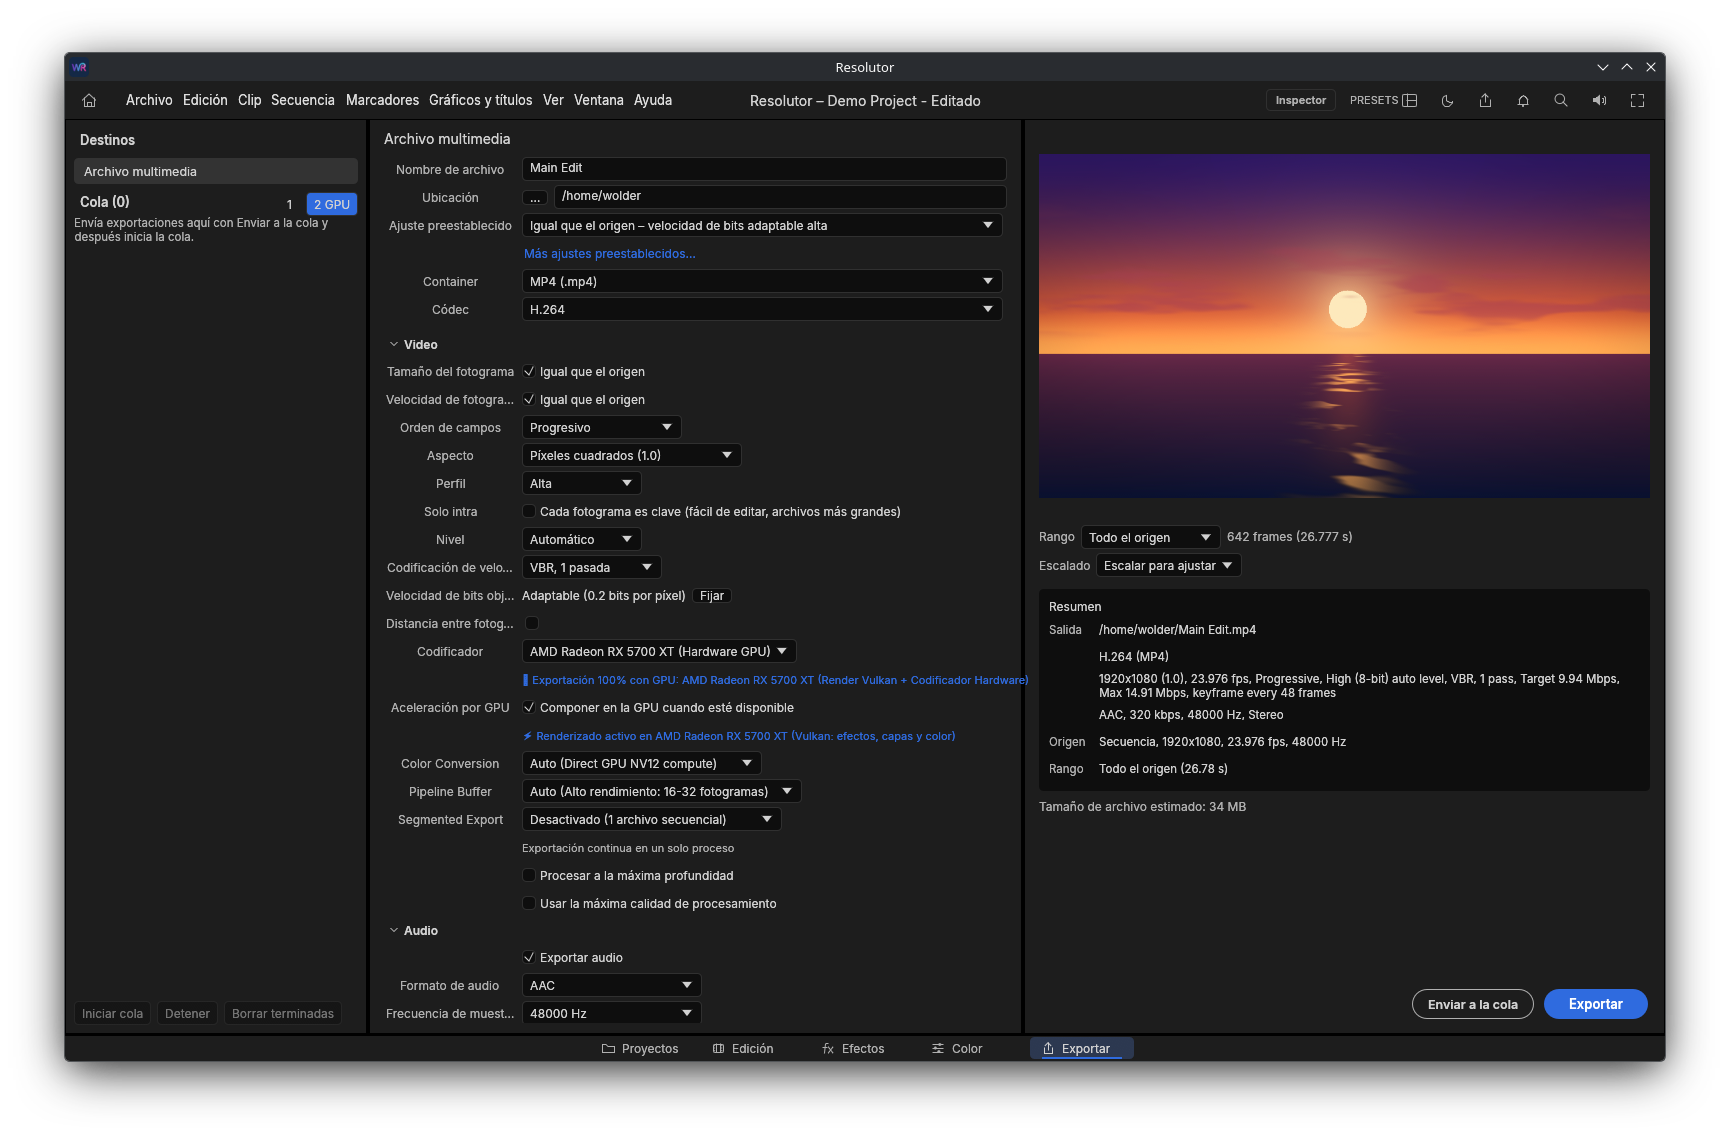 WR
Resolutor
Archivo Edición Clip Secuencia Marcadores Gráficos y títulos Ver Ventana Ayuda
Resolutor – Demo Project - Editado
Inspector
PRESETS
Destinos
Archivo multimedia
Cola (0)
1
2 GPU
Envía exportaciones aquí con Enviar a la cola y
después inicia la cola.
Iniciar cola
Detener
Borrar terminadas
Archivo multimedia
Nombre de archivo Main Edit
Ubicación ... /home/wolder
Ajuste preestablecido Igual que el origen – velocidad de bits adaptable alta
Más ajustes preestablecidos...
Container MP4 (.mp4)
Códec H.264
Video
Tamaño del fotograma Igual que el origen
Velocidad de fotogra... Igual que el origen
Orden de campos Progresivo
Aspecto Píxeles cuadrados (1.0)
Perfil Alta
Solo intra Cada fotograma es clave (fácil de editar, archivos más grandes)
Nivel Automático
Codificación de velo... VBR, 1 pasada
Velocidad de bits obj... Adaptable (0.2 bits por píxel) Fijar
Distancia entre fotog...
Codificador AMD Radeon RX 5700 XT (Hardware GPU)
Exportación 100% con GPU: AMD Radeon RX 5700 XT (Render Vulkan + Codificador Hardware)
Aceleración por GPU Componer en la GPU cuando esté disponible
Renderizado activo en AMD Radeon RX 5700 XT (Vulkan: efectos, capas y color)
Color Conversion Auto (Direct GPU NV12 compute)
Pipeline Buffer Auto (Alto rendimiento: 16-32 fotogramas)
Segmented Export Desactivado (1 archivo secuencial)
Exportación continua en un solo proceso
Procesar a la máxima profundidad
Usar la máxima calidad de procesamiento
Audio
Exportar audio
Formato de audio AAC
Frecuencia de muest... 48000 Hz
Rango Todo el origen 642 frames (26.777 s)
Escalado Escalar para ajustar
Resumen
Salida /home/wolder/Main Edit.mp4
H.264 (MP4)
1920x1080 (1.0), 23.976 fps, Progressive, High (8-bit) auto level, VBR, 1 pass, Target 9.94 Mbps,
Max 14.91 Mbps, keyframe every 48 frames
AAC, 320 kbps, 48000 Hz, Stereo
Origen Secuencia, 1920x1080, 23.976 fps, 48000 Hz
Rango Todo el origen (26.78 s)
Tamaño de archivo estimado: 34 MB
Enviar a la cola
Exportar
Proyectos
Edición
fx Efectos
Color
Exportar